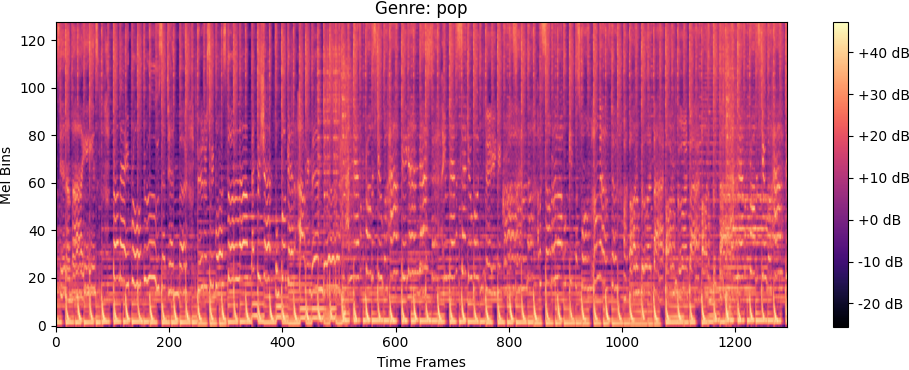 Genre: pop
120
100
80
60
40
20
0
Mel Bins
0 200 400 600 800 1000 1200
Time Frames
+40 dB
+30 dB
+20 dB
+10 dB
+0 dB
-10 dB
-20 dB